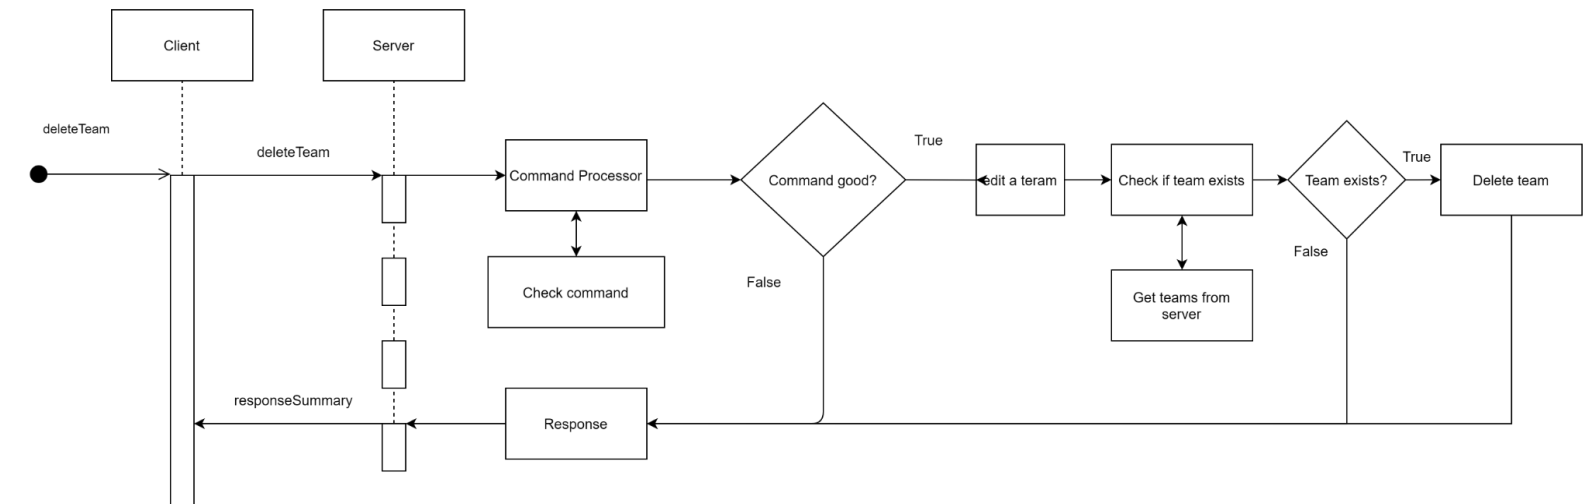 Client
Server
deleteTeam
deleteTeam
Command Processor
Command good?
True
edit a teram
Check if team exists
Team exists?
True
Delete team
False
False
Check command
Get teams from
server
responseSummary
Response